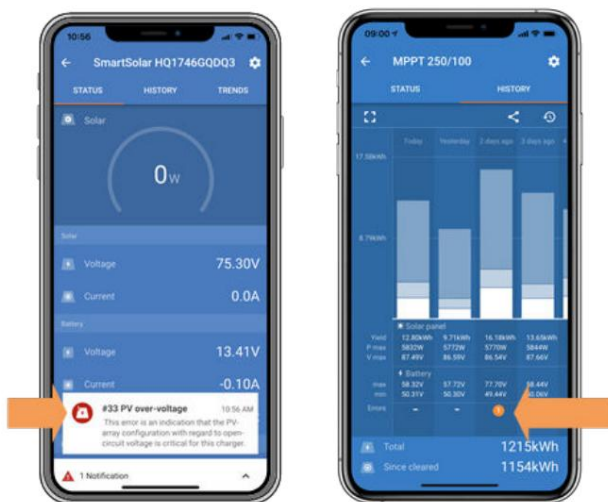 10:56
SmartSolar HQ1746GQDQ3
STATUS HISTORY TRENDS
Solar
0W
Solar
Voltage 75.30V
Current 0.0A
Battery
Voltage 13.41V
Current -0.10A
#33 PV over-voltage 10:56 AM
This error is an indication that the PV-
array configuration with regard to open-
circuit voltage is critical for this charger.
1 Notification
09:00
MPPT 250/100
STATUS HISTORY
Today Yesterday 2 days ago 3 days ago
17.58kWh
8.79kWh
Solar panel
Yield 12.80kWh 9.71kWh 16.18kWh 13.65kWh
P max 5832W 5772W 5770W 5844W
V max 87.49V 86.59V 86.54V 87.66V
Battery
max 58.32V 57.72V 77.70V 58.44V
min 50.31V 50.30V 49.44V
Errors - - 1
Total 1215kWh
Since cleared 1154kWh